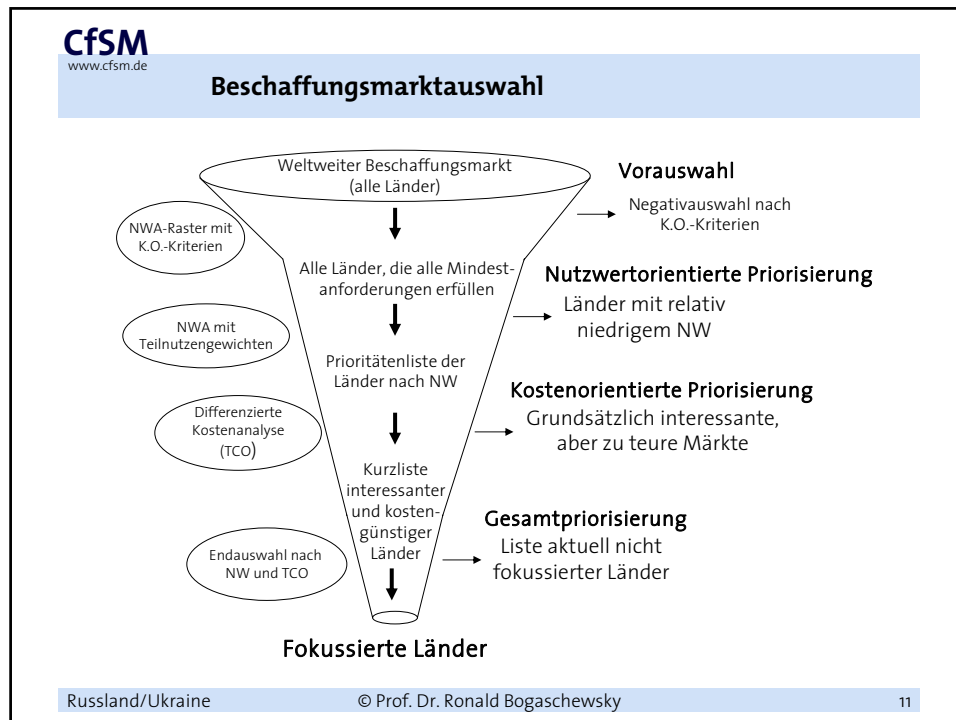 CfSM
www.cfsm.de
Beschaffungsmarktauswahl
Weltweiter Beschaffungsmarkt
(alle Länder)
Vorauswahl
Negativauswahl nach
K.O.-Kriterien
NWA-Raster mit
K.O.-Kriterien
Alle Länder, die alle Mindest-
anforderungen erfüllen
Nutzwertorientierte Priorisierung
Länder mit relativ
niedrigem NW
NWA mit
Teilnutzengewichten
Prioritätenliste der
Länder nach NW
Kostenorientierte Priorisierung
Grundsätzlich interessante,
aber zu teure Märkte
Differenzierte
Kostenanalyse
(TCO)
Kurzliste
interessanter
und kosten-
günstiger
Länder
Gesamtpriorisierung
Liste aktuell nicht
fokussierter Länder
Endauswahl nach
NW und TCO
Fokussierte Länder
Russland/Ukraine
© Prof. Dr. Ronald Bogaschewsky
11